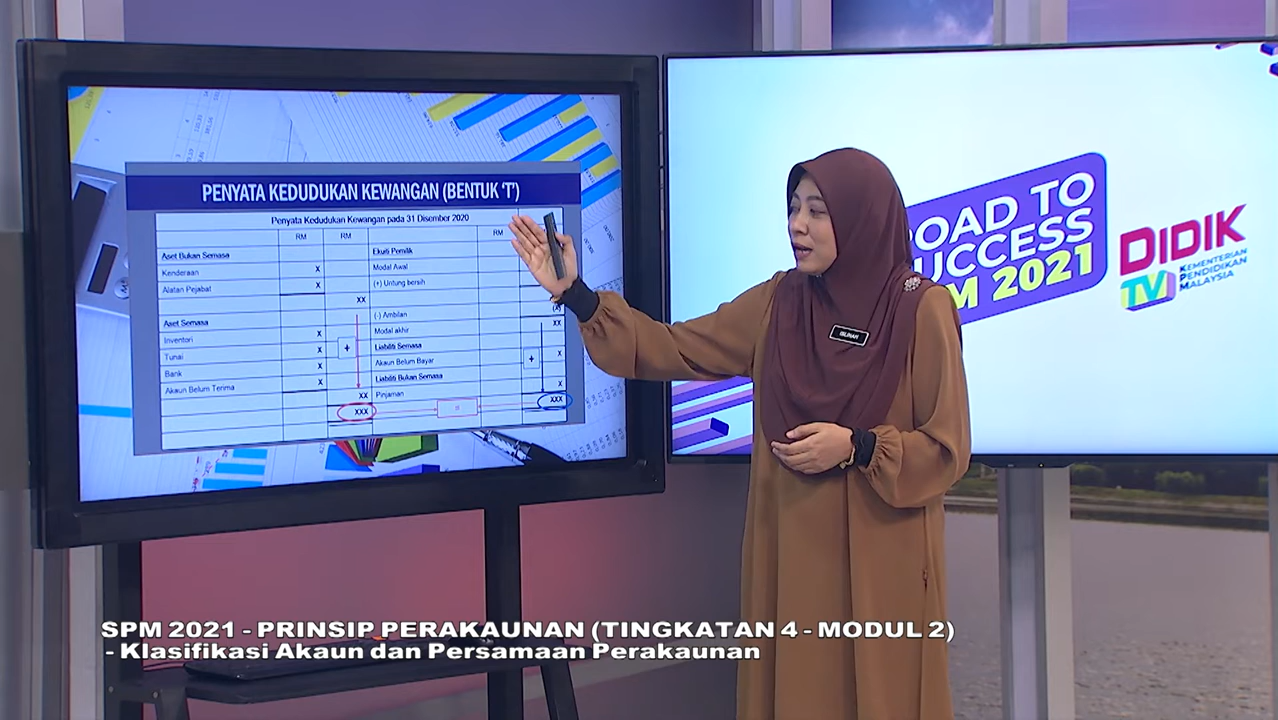 PENYATA KEDUDUKAN KEWANGAN (BENTUK 'T')
Penyata Kedudukan Kewangan pada 31 Disember 2020
RM RM RM
Aset Bukan Semasa Ekuiti Pemilik
Kenderaan X Modal Awal
Alatan Pejabat X (+) Untung bersih
XX
(-) Ambilan (X)
Aset Semasa Modal akhir XX
Inventori X Liabiliti Semasa
Tunai X + Akaun Belum Bayar + X
Bank X Liabiliti Bukan Semasa
Akaun Belum Terima X Pinjaman X
XX XXX
XXX =
ROAD TO
SUCCESS
SPM 2021
DIDIK
TV
KEMENTERIAN
PENDIDIKAN
MALAYSIA
SPM 2021 - PRINSIP PERAKAUNAN (TINGKATAN 4 - MODUL 2)
- Klasifikasi Akaun dan Persamaan Perakaunan